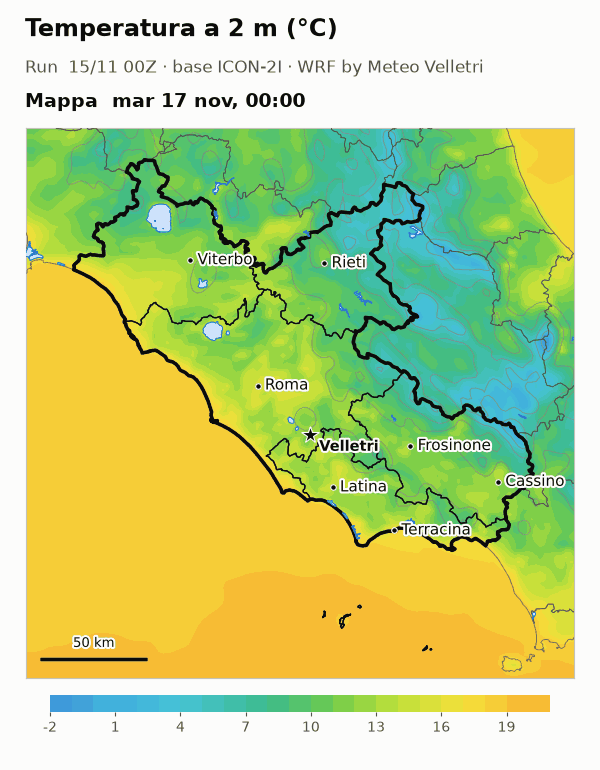 Temperatura a 2 m (°C)
Run  15/11 00Z · base ICON-2I · WRF by Meteo Velletri
Mappa  mar 17 nov, 00:00
Viterbo
Rieti
Roma
Velletri
Frosinone
Latina
Cassino
Terracina
50 km
-2 1 4 7 10 13 16 19